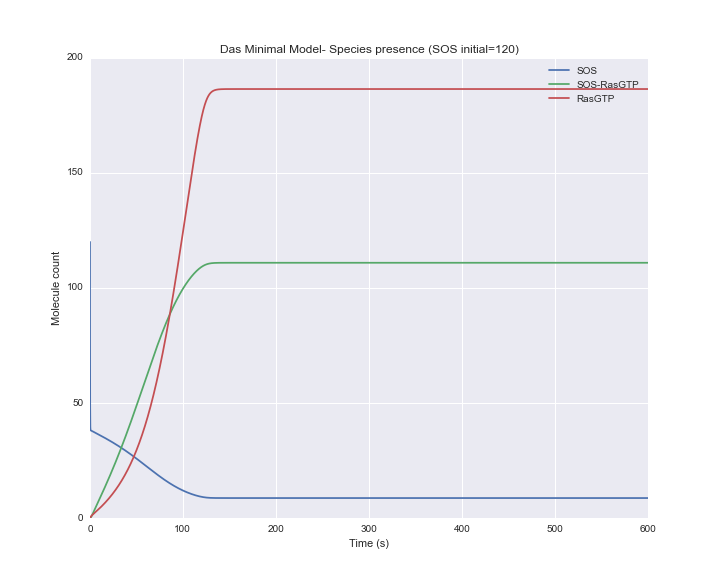 Das Minimal Model- Species presence (SOS initial=120)
200
SOS
SOS-RasGTP
RasGTP
150
100
50
0
Molecule count
0 100 200 300 400 500 600
Time (s)